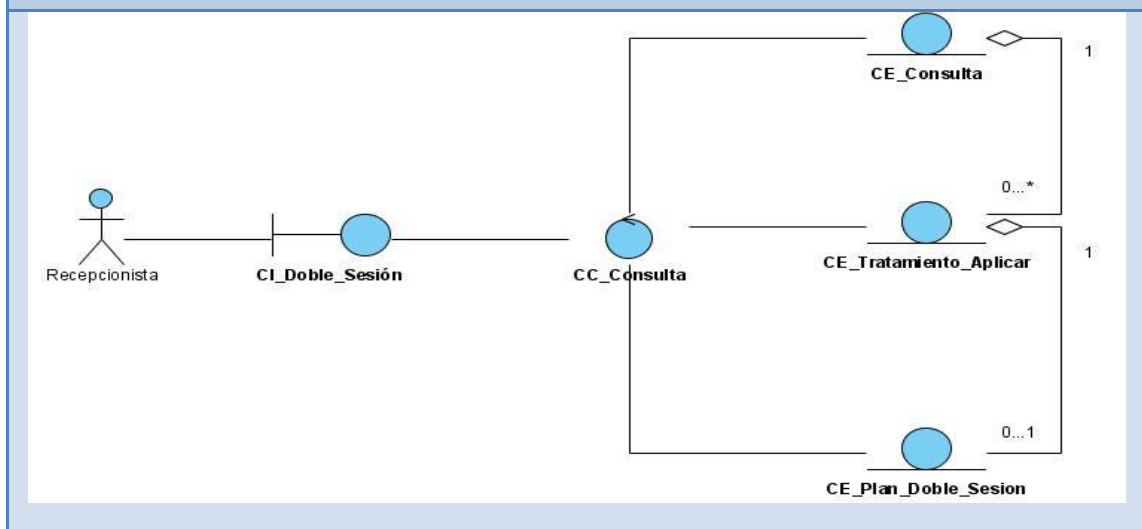 CE_Consulta
1
0...*
Recepcionista
CI_Doble_Sesión
CC_Consulta
CE_Tratamiento_Aplicar
1
0...1
CE_Plan_Doble_Sesion